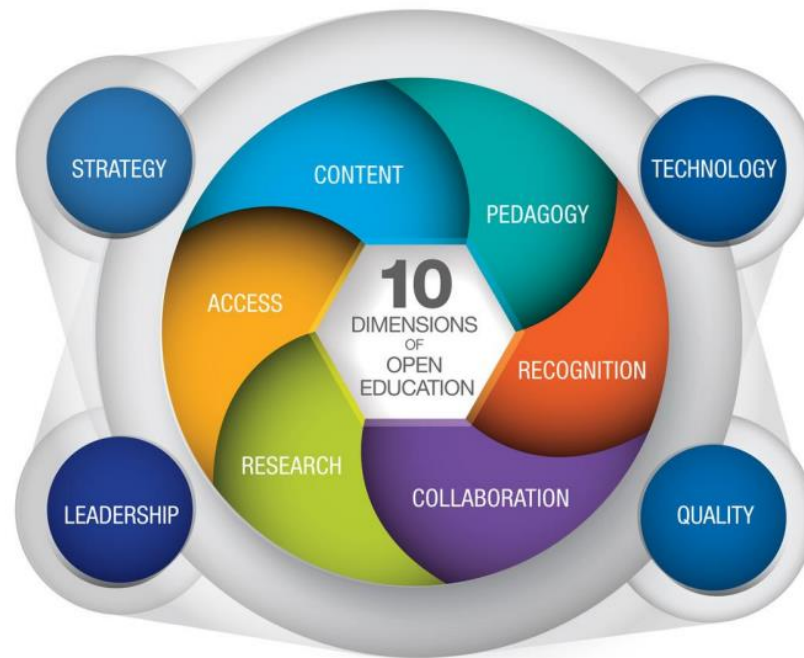 STRATEGY
TECHNOLOGY
CONTENT
PEDAGOGY
ACCESS
10
DIMENSIONS
OF
OPEN
EDUCATION
RECOGNITION
RESEARCH
COLLABORATION
LEADERSHIP
QUALITY